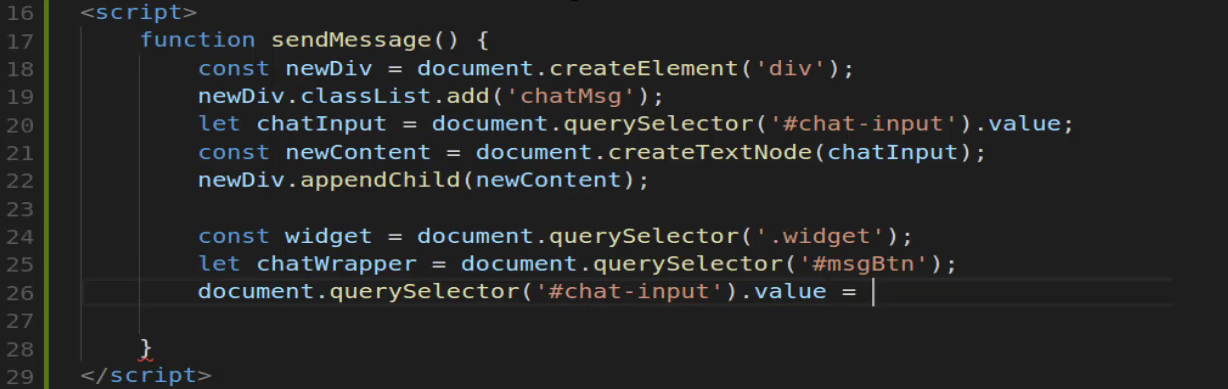 16 <script>
17 function sendMessage() {
18 const newDiv = document.createElement('div');
19 newDiv.classList.add('chatMsg');
20 let chatInput = document.querySelector('#chat-input').value;
21 const newContent = document.createTextNode(chatInput);
22 newDiv.appendChild(newContent);
23
24 const widget = document.querySelector('.widget');
25 let chatWrapper = document.querySelector('#msgBtn');
26 document.querySelector('#chat-input').value =
27
28 }
29 </script>